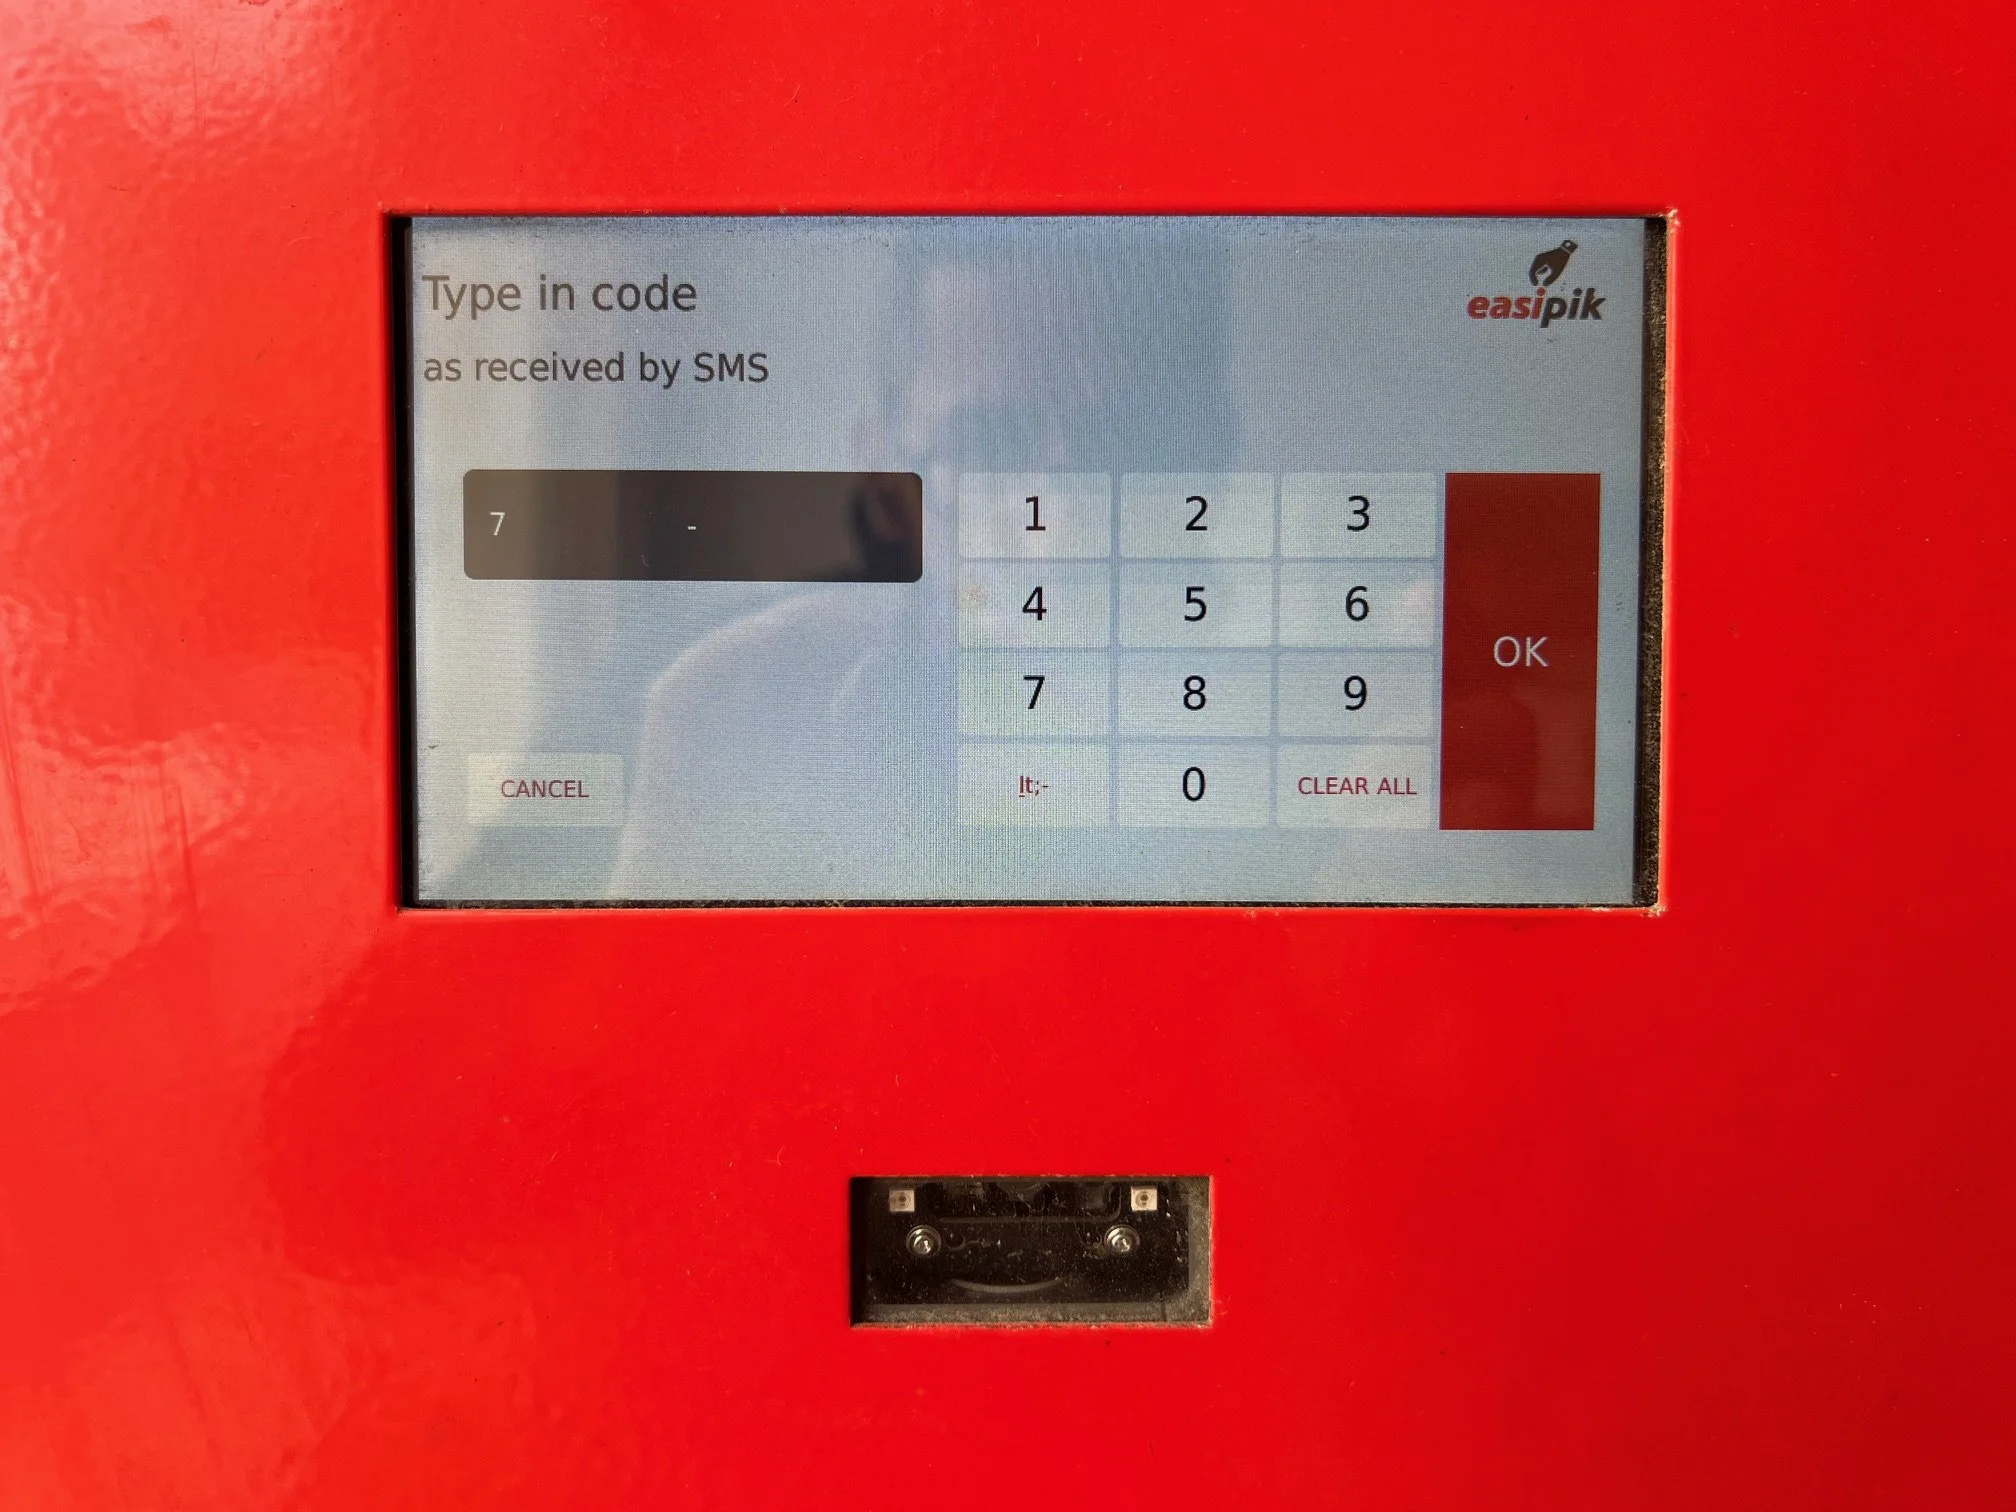 Type in code
easipik
as received by SMS
7 -
1 2 3
4 5 6
OK
7 8 9
CANCEL
lt;- 0 CLEAR ALL